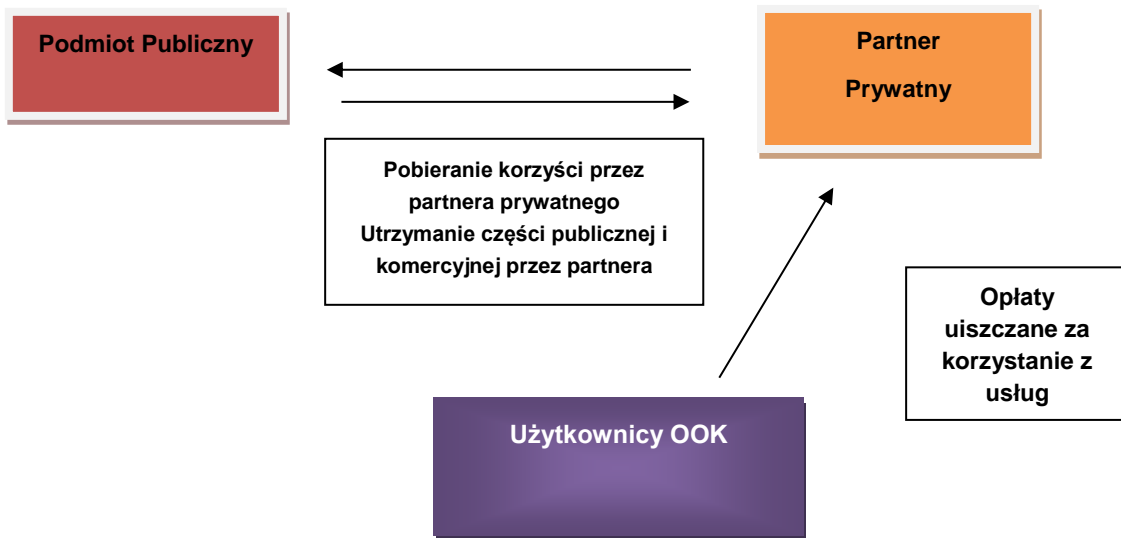 Podmiot Publiczny
Partner
Prywatny
Pobieranie korzyści przez
partnera prywatnego
Utrzymanie części publicznej i
komercyjnej przez partnera
Opłaty
uiszczane za
korzystanie z
usług
Użytkownicy OOK